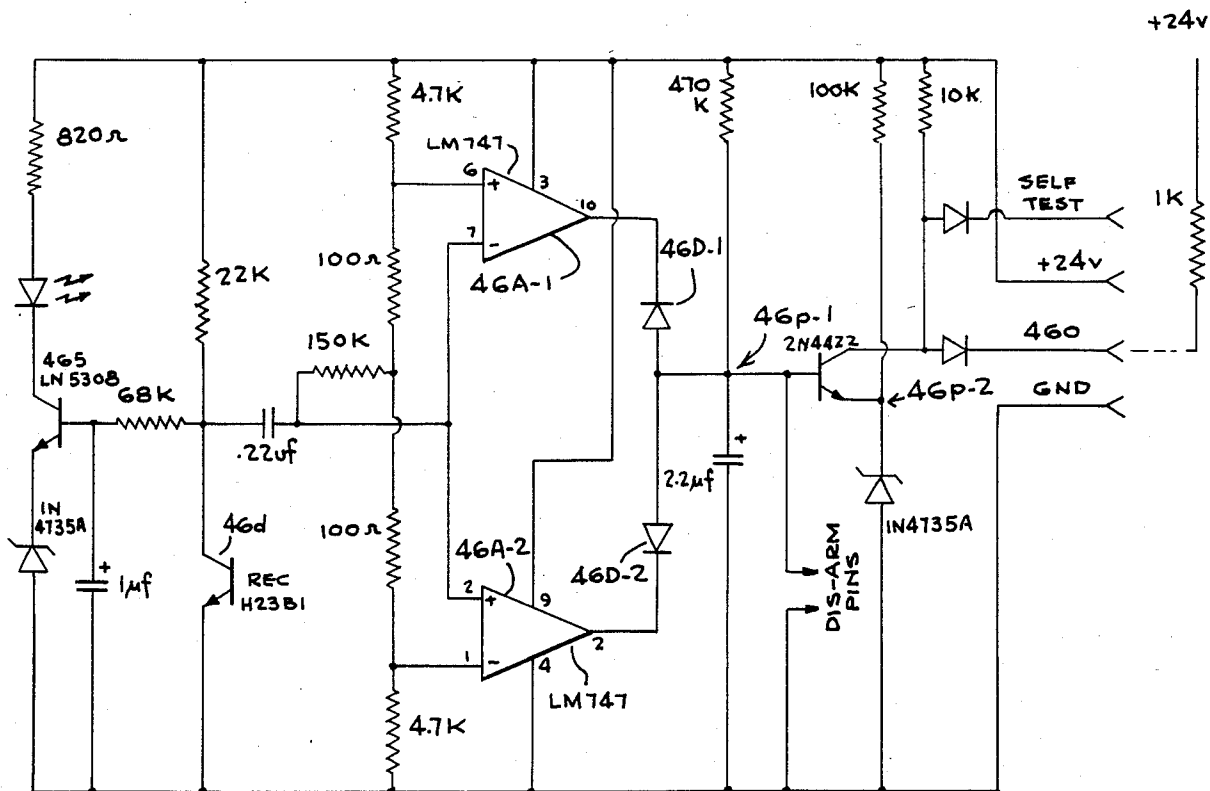 +24v
820Ω
4.7K
LM747
6
+
3
7
-
10
46A-1
470
K
100K
10K
SELF
TEST
1K
+24v
46D-1
22K
100Ω
150K
46p-1
2N4422
460
465
LN 5308
68K
.22uf
46p-2
GND
+
2.2µf
IN
4735A
46d
100Ω
46A-2
46D-2
IN4735A
REC
H23B1
+
1µf
2
+
9
1
-
4
2
LM747
DIS-ARM
PINS
4.7K